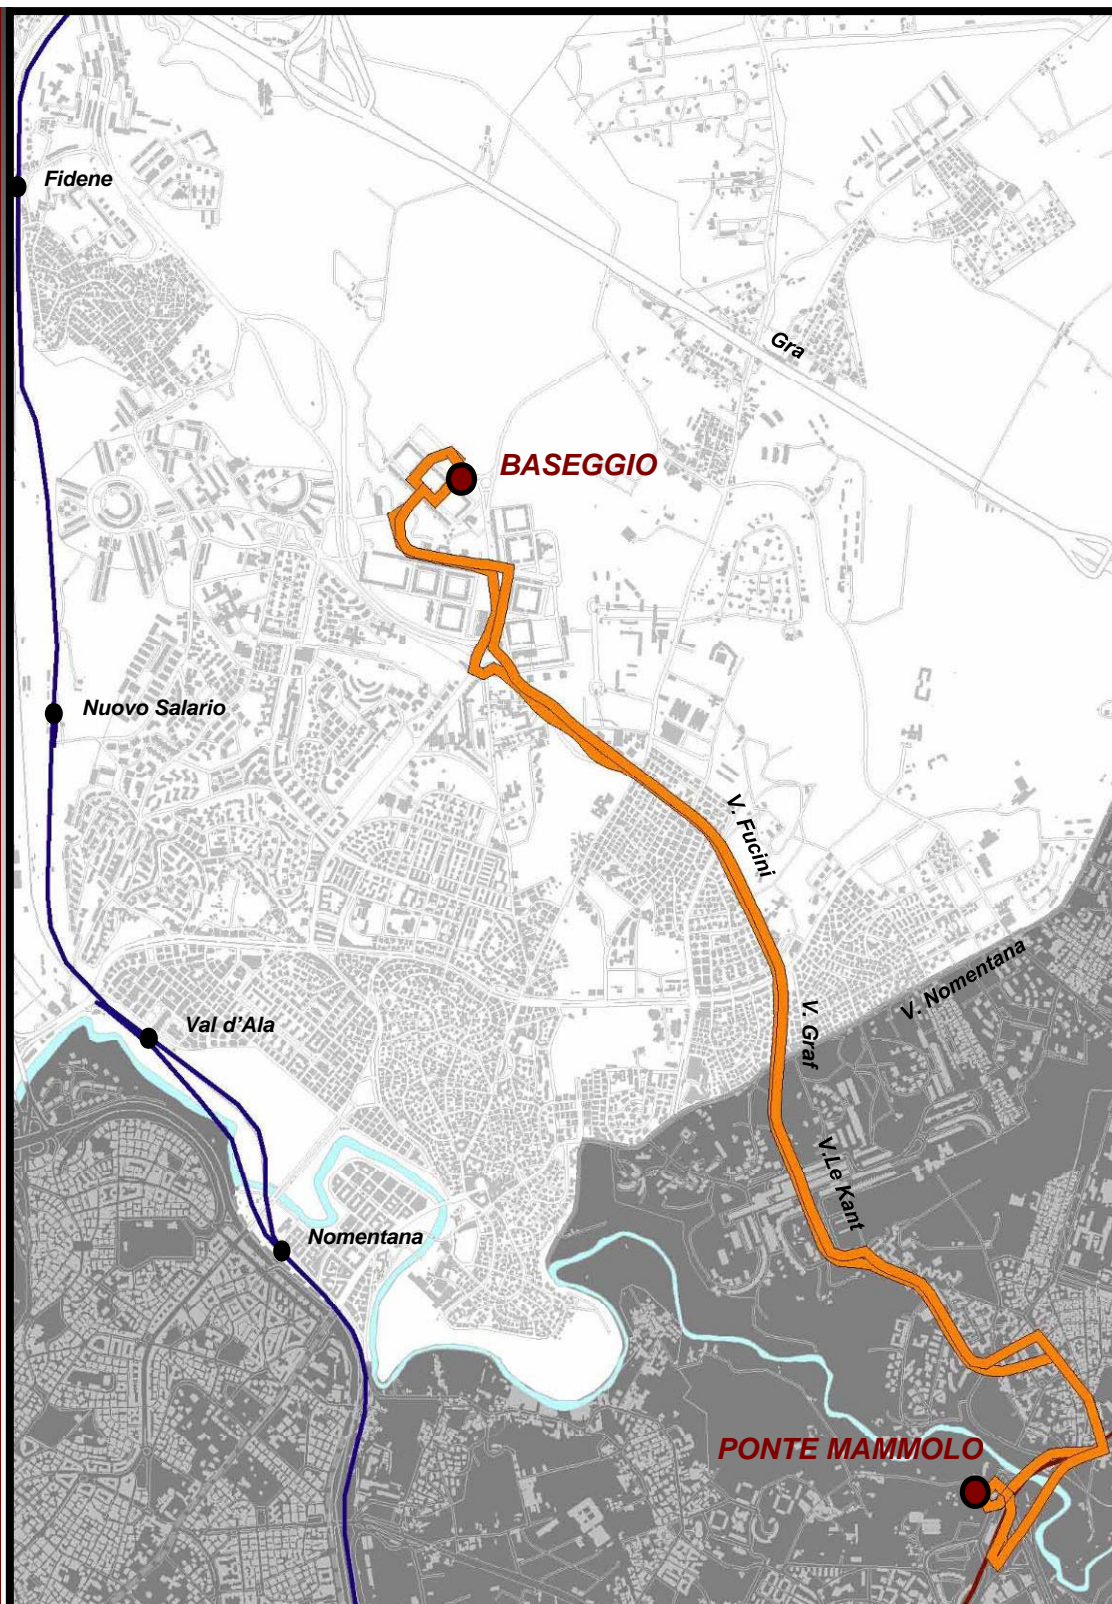 Fidene
Gra
BASEGGIO
Nuovo Salario
V. Fucini
V. Nomentana
V. Graf
Val d'Ala
V.Le Kant
Nomentana
PONTE MAMMOLO